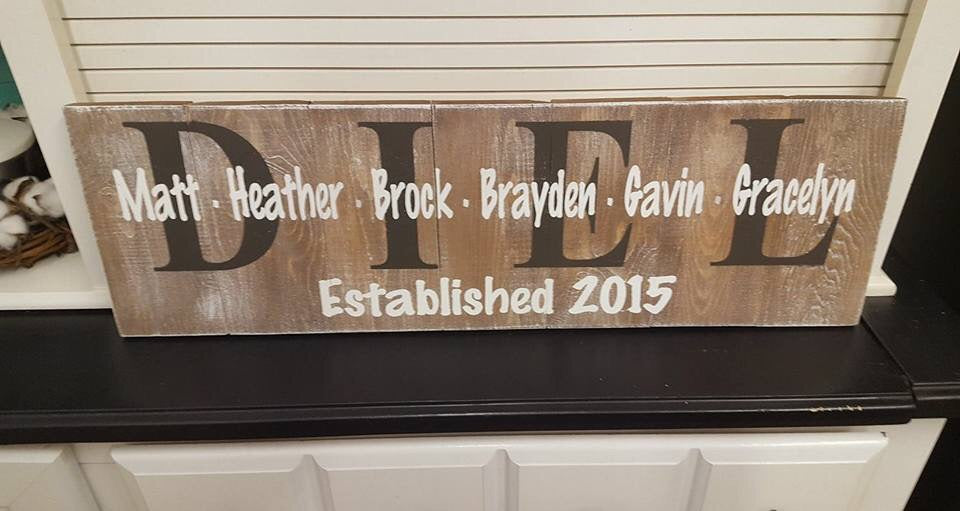 DIEL
Matt · Heather · Brock · Brayden · Gavin · Gracelyn
Established 2015